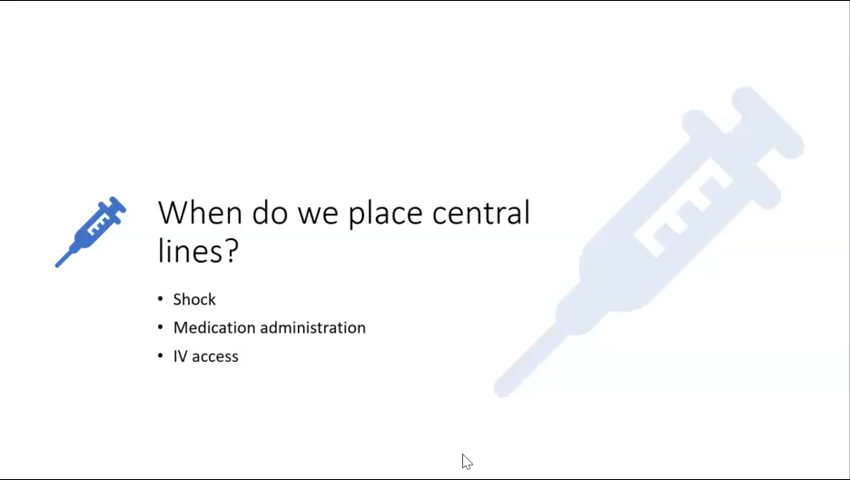 When do we place central
lines?
• Shock
• Medication administration
• IV access